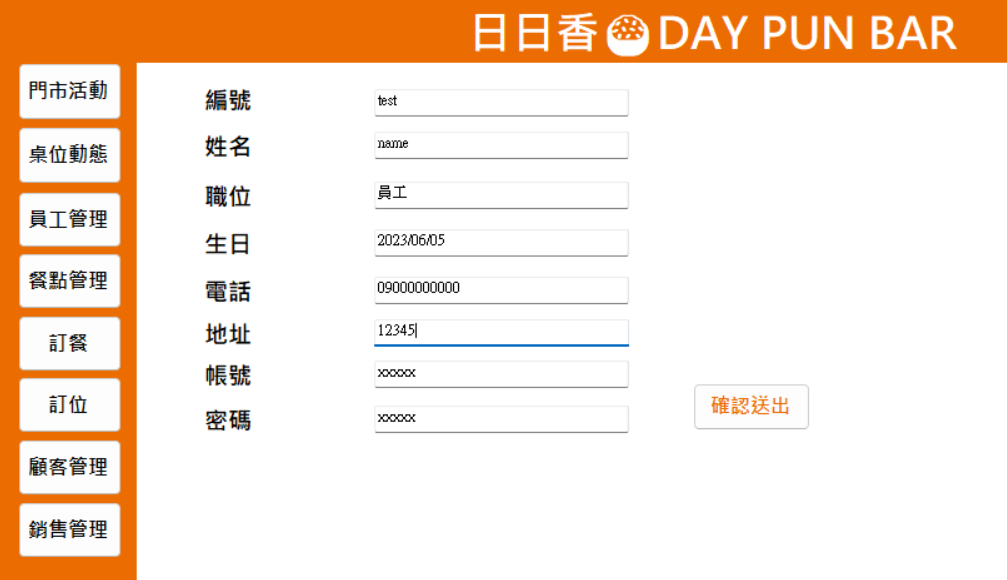 日日香 DAY PUN BAR
門市活動
桌位動態
員工管理
餐點管理
訂餐
訂位
顧客管理
銷售管理
編號 test
姓名 name
職位 員工
生日 2023/06/05
電話 09000000000
地址 12345
帳號 xxxxx
密碼 xxxxx
確認送出